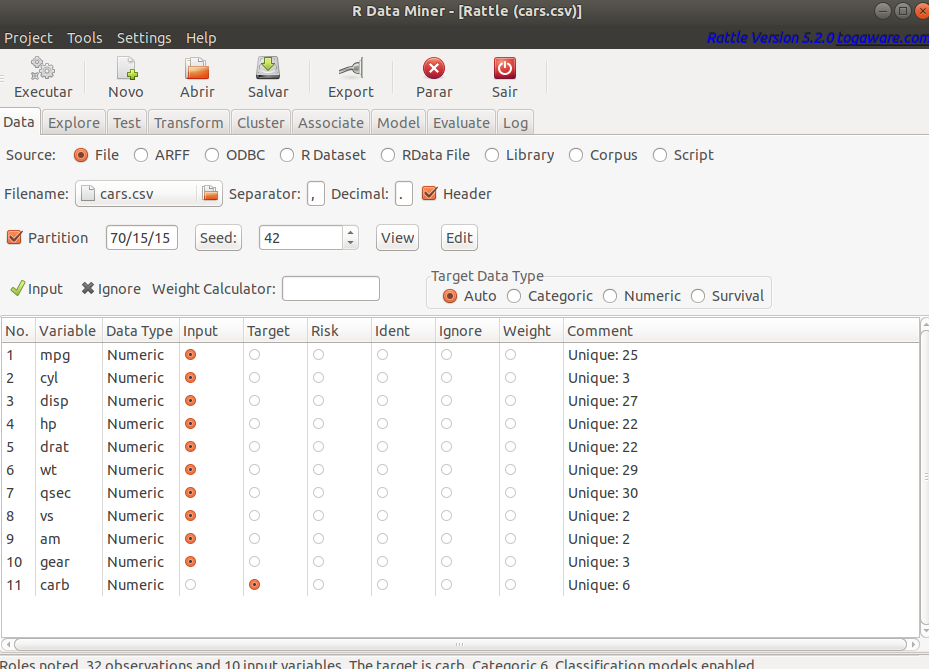 R Data Miner - [Rattle (cars.csv)]
Project Tools Settings Help Rattle Version 5.2.0 togaware.com
Executar Novo Abrir Salvar Export Parar Sair
Data Explore Test Transform Cluster Associate Model Evaluate Log
Source: File ARFF ODBC R Dataset RData File Library Corpus Script
Filename: cars.csv Separator: , Decimal: . Header
Partition 70/15/15 Seed: 42 View Edit
Target Data Type
Input Ignore Weight Calculator: Auto Categoric Numeric Survival
No. Variable Data Type Input Target Risk Ident Ignore Weight Comment
1 mpg Numeric Unique: 25
2 cyl Numeric Unique: 3
3 disp Numeric Unique: 27
4 hp Numeric Unique: 22
5 drat Numeric Unique: 22
6 wt Numeric Unique: 29
7 qsec Numeric Unique: 30
8 vs Numeric Unique: 2
9 am Numeric Unique: 2
10 gear Numeric Unique: 3
11 carb Numeric Unique: 6
Roles noted. 32 observations and 10 input variables. The target is carb. Categoric 6. Classification models enabled.